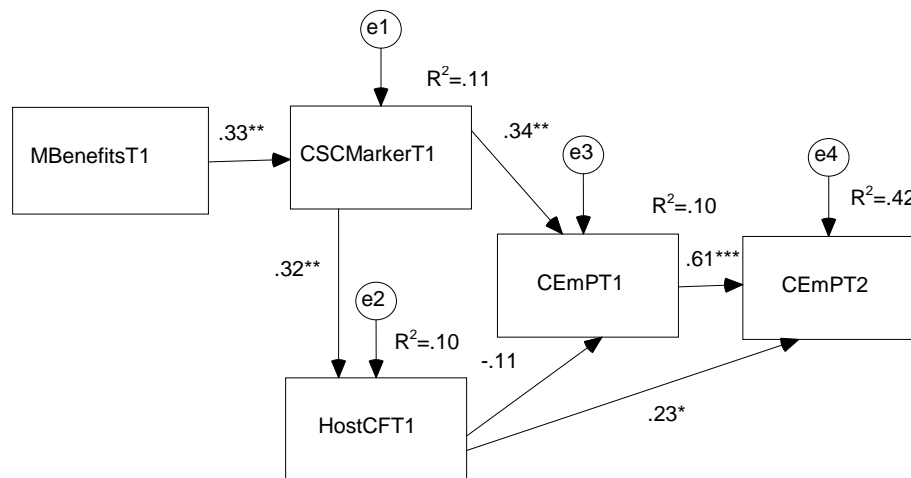 e1
R²=.11
MBenefitsT1
.33**
CSCMarkerT1
.34**
e3
e4
R²=.10
R²=.42
.32**
CEmPT1
.61***
CEmPT2
e2
R²=.10
-.11
HostCFT1
.23*